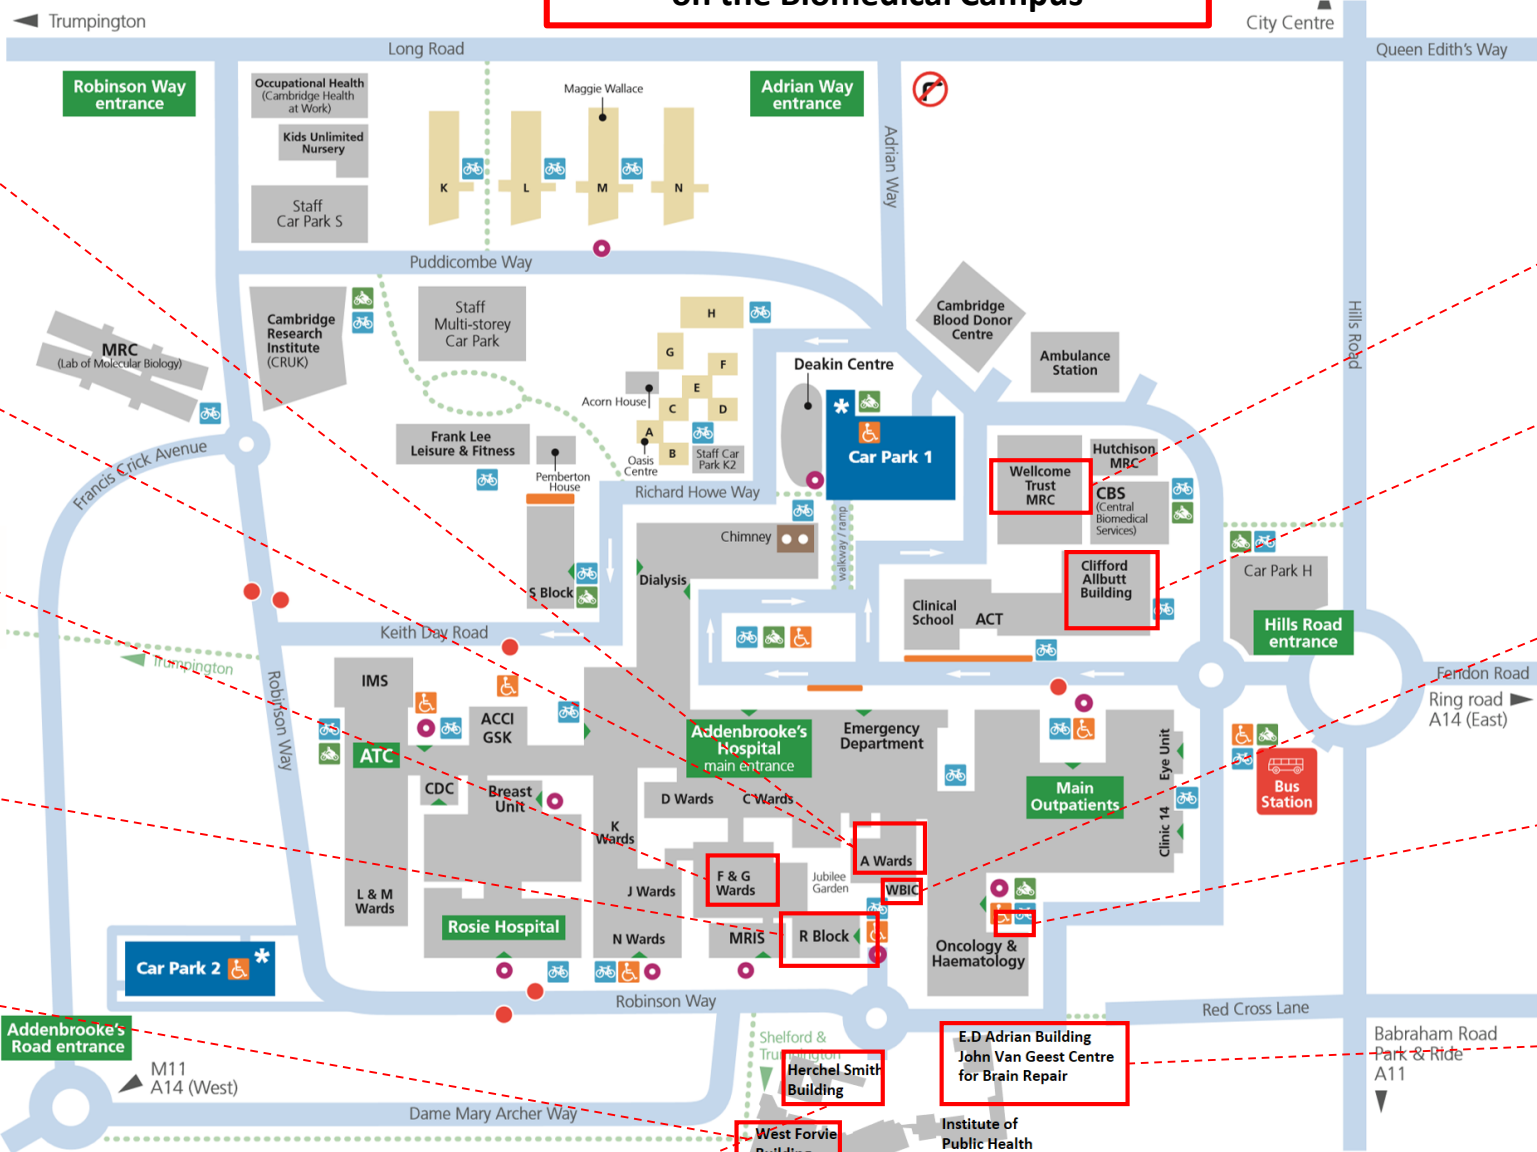 on the Biomedical Campus
Trumpington
City Centre
Long Road
Queen Edith's Way
Robinson Way
entrance
Occupational Health
(Cambridge Health
at Work)
Kids Unlimited
Nursery
Staff
Car Park S
Maggie Wallace
K
L
M
N
Adrian Way
entrance
Adrian Way
Puddicombe Way
MRC
(Lab of Molecular Biology)
Cambridge
Research
Institute
(CRUK)
Staff
Multi-storey
Car Park
H
G
F
E
C
D
A
B
Acorn House
Oasis
Centre
Staff Car
Park K2
Deakin Centre
Car Park 1
Cambridge
Blood Donor
Centre
Ambulance
Station
Hills Road
Frank Lee
Leisure & Fitness
Pemberton
House
Richard Howe Way
Francis Crick Avenue
Wellcome
Trust
MRC
Hutchison
MRC
CBS
(Central
Biomedical
Services)
Chimney
walkway / ramp
Dialysis
S Block
Clifford
Allbutt
Building
Clinical
School
ACT
Car Park H
Hills Road
entrance
Keith Day Road
Trumpington
Robinson Way
Fendon Road
Ring road
A14 (East)
IMS
ATC
ACCI
GSK
CDC
Breast
Unit
Addenbrooke's
Hospital
main entrance
Emergency
Department
Main
Outpatients
Eye Unit
Clinic 14
Bus
Station
D Wards
C Wards
K
Wards
A Wards
F & G
Wards
Jubilee
Garden
WBIC
J Wards
L & M
Wards
Rosie Hospital
N Wards
MRIS
R Block
Oncology &
Haematology
Car Park 2
Robinson Way
Red Cross Lane
Addenbrooke's
Road entrance
M11
A14 (West)
Shelford &
Trumpington
Herchel Smith
Building
E.D Adrian Building
John Van Geest Centre
for Brain Repair
Babraham Road
Park & Ride
A11
Dame Mary Archer Way
West Forvie
Building
Institute of
Public Health